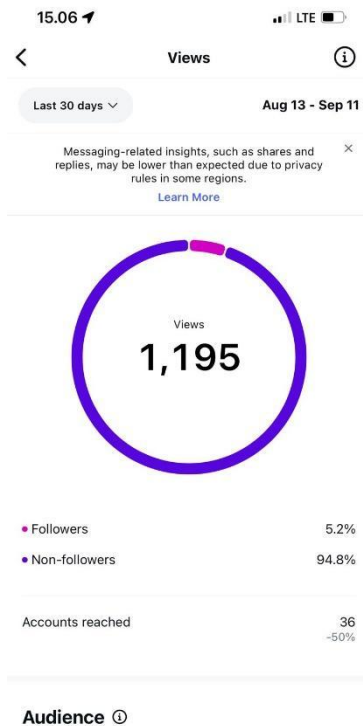 15.06 LTE
Views
Last 30 days Aug 13 - Sep 11
Messaging-related insights, such as shares and
replies, may be lower than expected due to privacy
rules in some regions.
Learn More
Views
1,195
Followers 5.2%
Non-followers 94.8%
Accounts reached 36
-50%
Audience